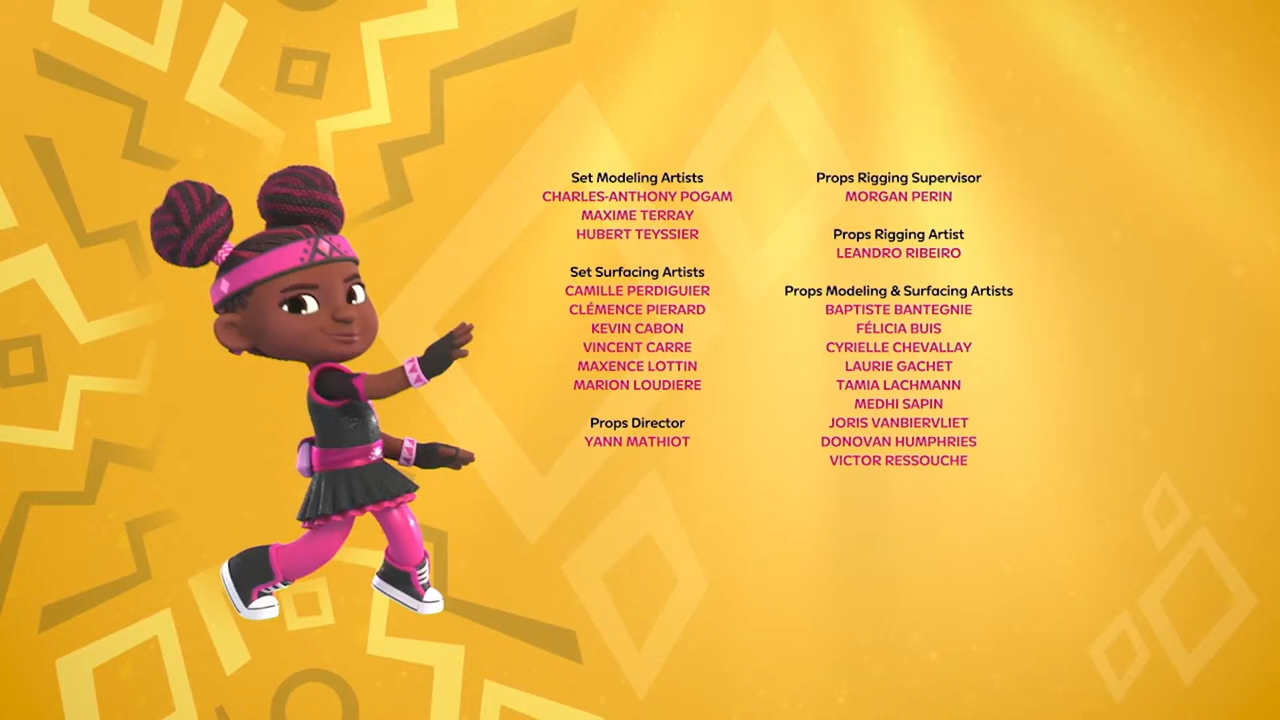 Set Modeling Artists
CHARLES-ANTHONY POGAM
MAXIME TERRAY
HUBERT TEYSSIER
Set Surfacing Artists
CAMILLE PERDIGUIER
CLÉMENCE PIERARD
KEVIN CABON
VINCENT CARRE
MAXENCE LOTTIN
MARION LOUDIERE
Props Director
YANN MATHIOT
Props Rigging Supervisor
MORGAN PERIN
Props Rigging Artist
LEANDRO RIBEIRO
Props Modeling & Surfacing Artists
BAPTISTE BANTEGNIE
FÉLICIA BUIS
CYRIELLE CHEVALLAY
LAURIE GACHET
TAMIA LACHMANN
MEDHI SAPIN
JORIS VANBIERVLIET
DONOVAN HUMPHRIES
VICTOR RESSOUCHE